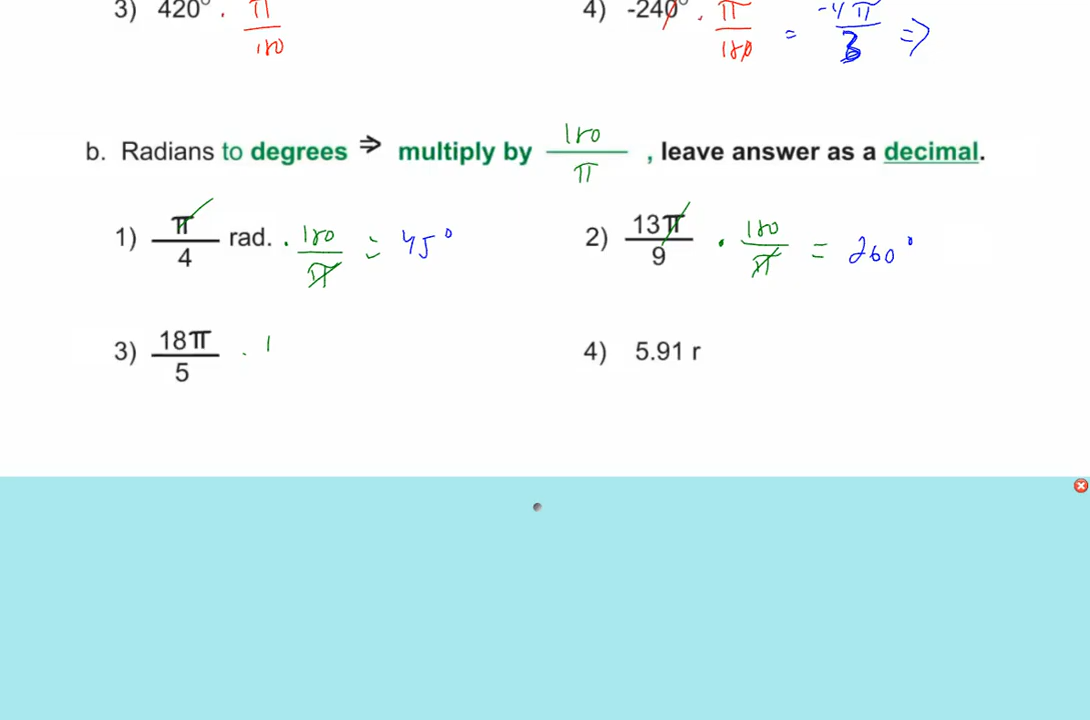 3) 420° · π/180
4) -240° · π/180 = -4π/3 ⇒
b. Radians to degrees ⇒ multiply by 180/π , leave answer as a decimal.
1) π/4 rad. · 180/π = 45°
2) 13π/9 · 180/π = 260°
3) 18π/5 · 1
4) 5.91 r